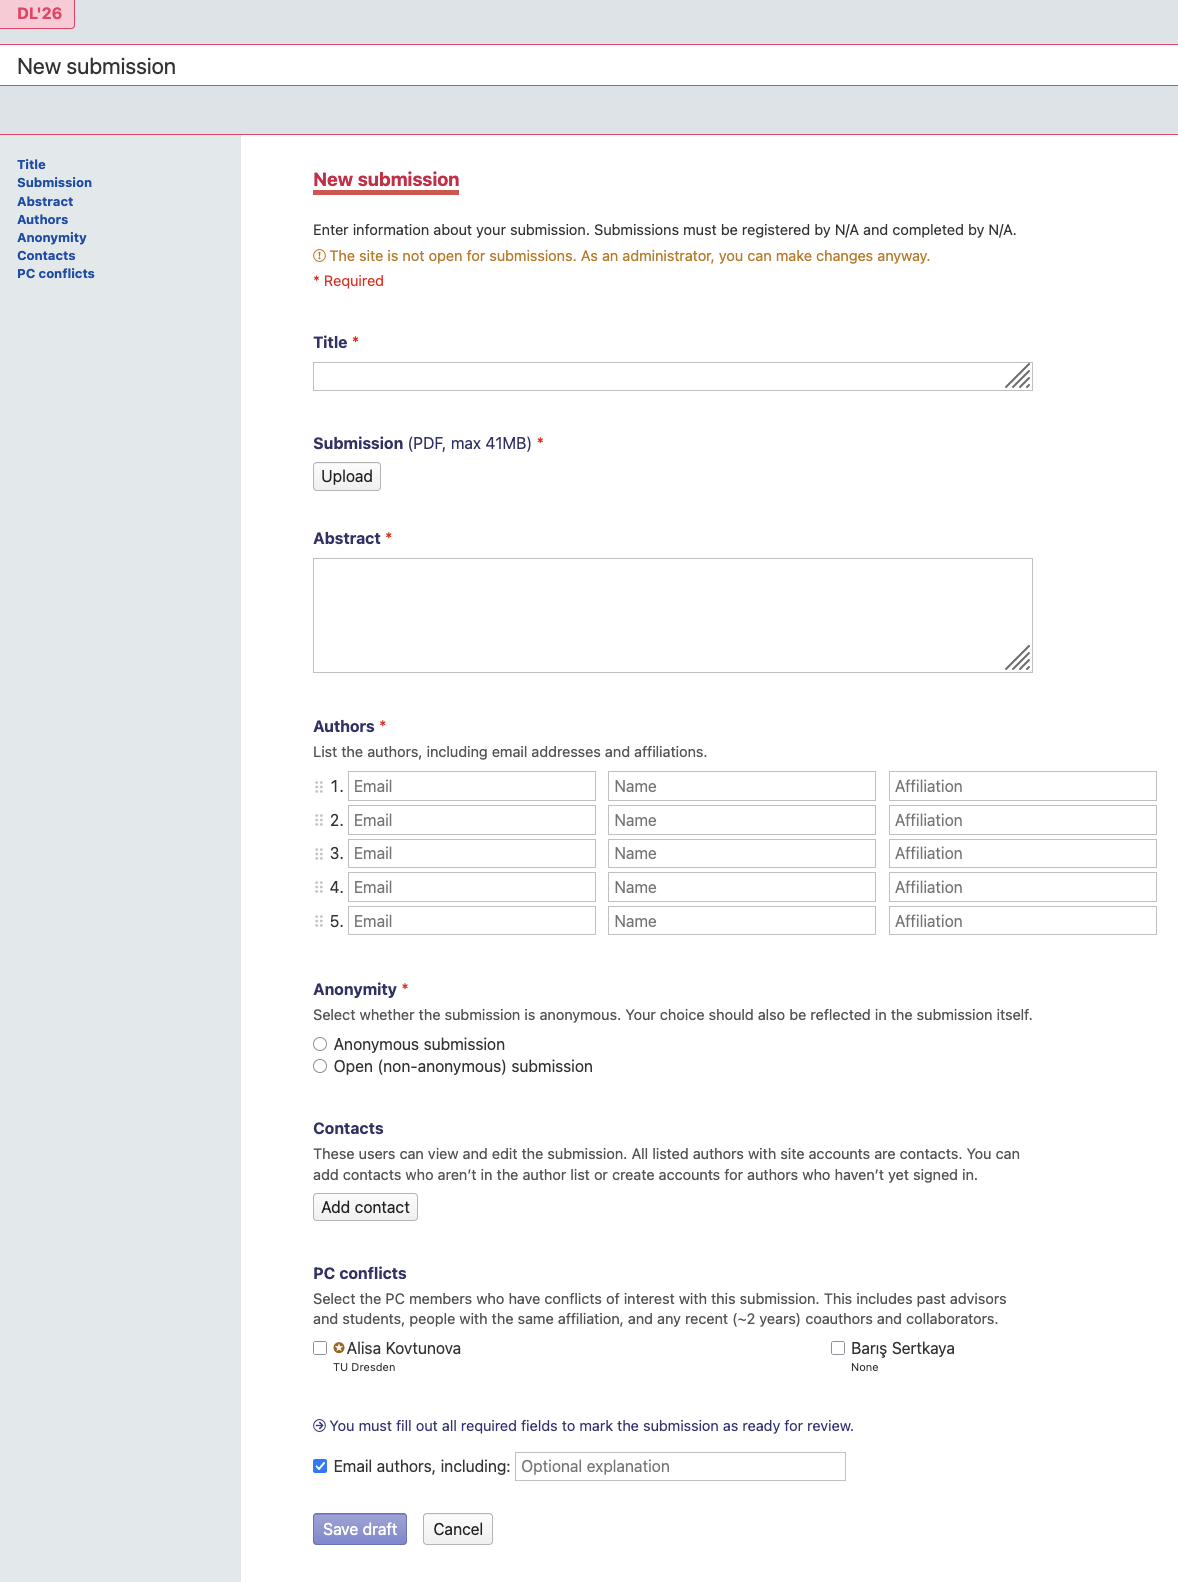 DL'26
New submission
Title
Submission
Abstract
Authors
Anonymity
Contacts
PC conflicts
New submission
Enter information about your submission. Submissions must be registered by N/A and completed by N/A.
The site is not open for submissions. As an administrator, you can make changes anyway.
* Required
Title *
Submission (PDF, max 41MB) *
Upload
Abstract *
Authors *
List the authors, including email addresses and affiliations.
1. Email Name Affiliation
2. Email Name Affiliation
3. Email Name Affiliation
4. Email Name Affiliation
5. Email Name Affiliation
Anonymity *
Select whether the submission is anonymous. Your choice should also be reflected in the submission itself.
Anonymous submission
Open (non-anonymous) submission
Contacts
These users can view and edit the submission. All listed authors with site accounts are contacts. You can
add contacts who aren’t in the author list or create accounts for authors who haven’t yet signed in.
Add contact
PC conflicts
Select the PC members who have conflicts of interest with this submission. This includes past advisors
and students, people with the same affiliation, and any recent (~2 years) coauthors and collaborators.
Alisa Kovtunova
TU Dresden
Barış Sertkaya
None
You must fill out all required fields to mark the submission as ready for review.
Email authors, including: Optional explanation
Save draft Cancel